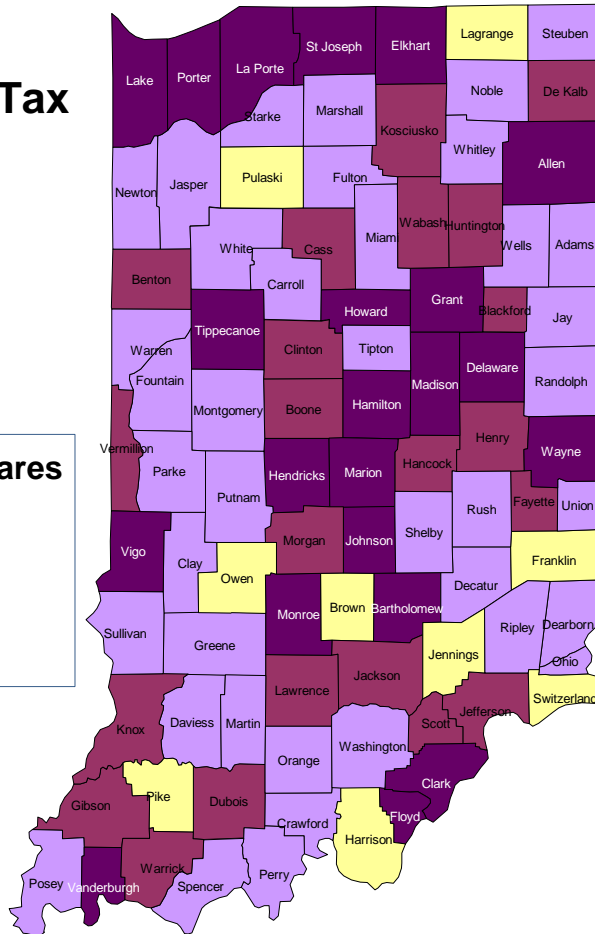 Tax
ares
Lagrange
Steuben
St Joseph
Elkhart
La Porte
Lake
Porter
Noble
De Kalb
Starke
Marshall
Kosciusko
Whitley
Allen
Newton
Jasper
Pulaski
Fulton
Wabash
Huntington
Miami
Wells
Adams
White
Cass
Benton
Carroll
Grant
Howard
Blackford
Jay
Tippecanoe
Warren
Clinton
Tipton
Fountain
Madison
Delaware
Randolph
Montgomery
Boone
Hamilton
Henry
Wayne
Vermillion
Parke
Hendricks
Marion
Hancock
Putnam
Rush
Fayette
Union
Vigo
Morgan
Johnson
Shelby
Clay
Owen
Franklin
Decatur
Monroe
Brown
Bartholomew
Sullivan
Greene
Ripley
Dearborn
Jennings
Ohio
Lawrence
Jackson
Switzerland
Knox
Daviess
Martin
Scott
Jefferson
Orange
Washington
Clark
Gibson
Pike
Dubois
Floyd
Crawford
Harrison
Warrick
Perry
Posey
Vanderburgh
Spencer